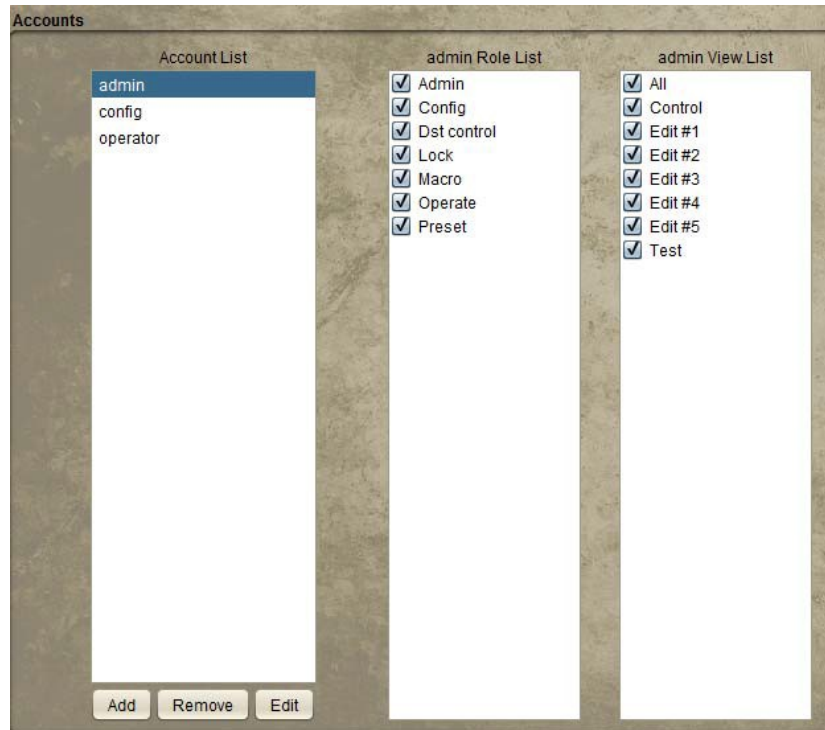 Accounts
Account List
admin
config
operator
Add Remove Edit
admin Role List
Admin
Config
Dst control
Lock
Macro
Operate
Preset
admin View List
All
Control
Edit #1
Edit #2
Edit #3
Edit #4
Edit #5
Test